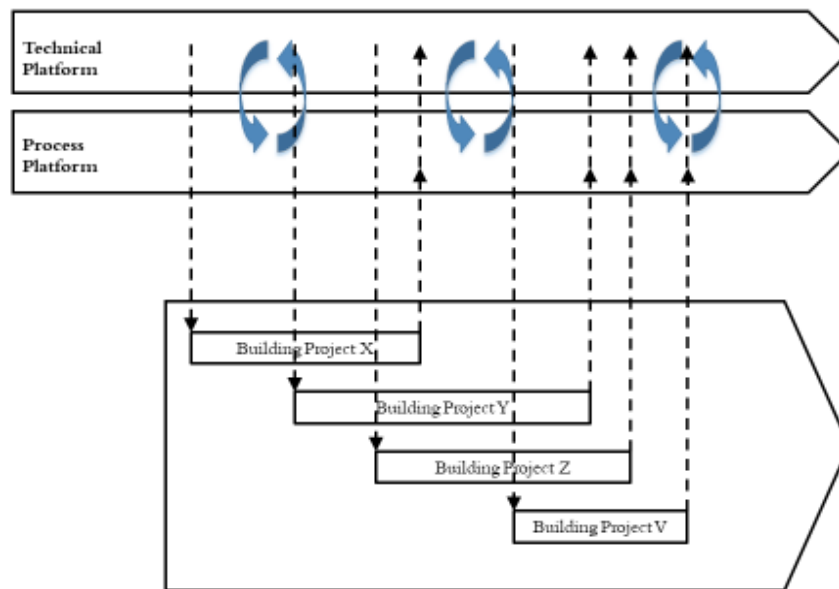 Technical
Platform
Process
Platform
Building Project X
Building Project Y
Building Project Z
Building Project V